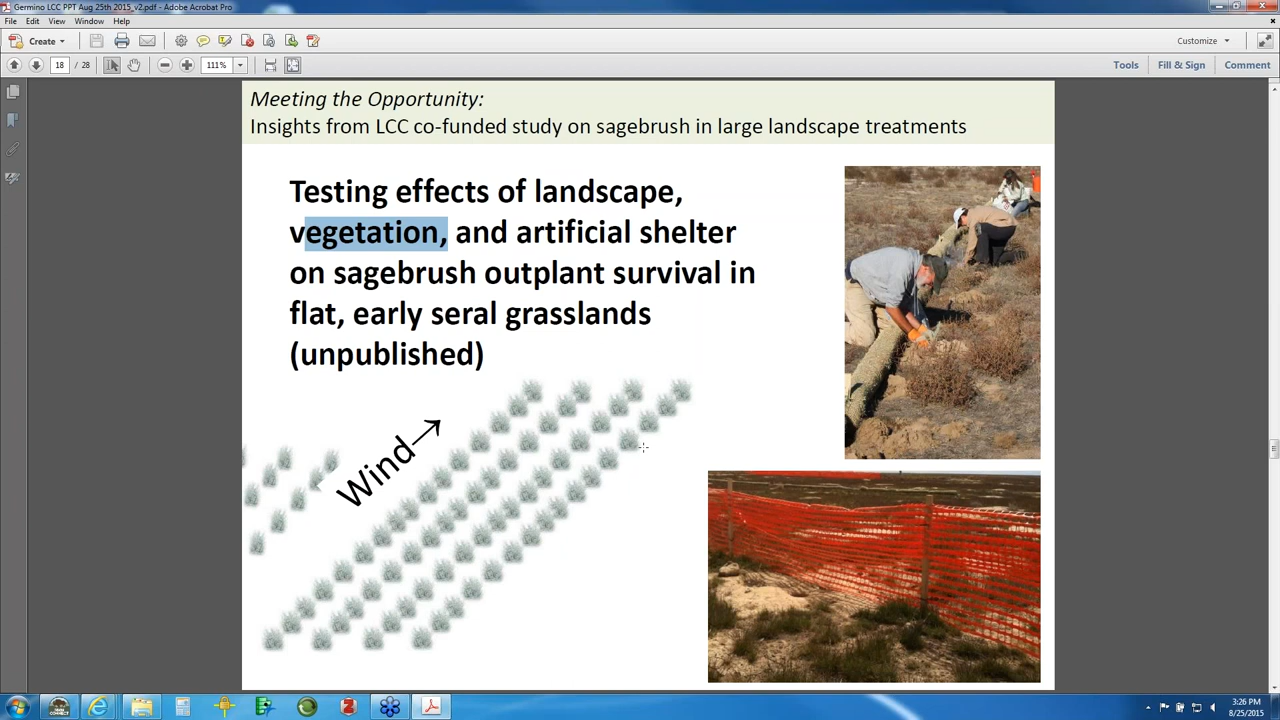 Germino LCC PPT Aug 25th 2015_v2.pdf - Adobe Acrobat Pro
File Edit View Window Help
Create
Customize
18 / 28
111%
Tools Fill & Sign Comment
Meeting the Opportunity:
Insights from LCC co-funded study on sagebrush in large landscape treatments
Testing effects of landscape,
vegetation, and artificial shelter
on sagebrush outplant survival in
flat, early seral grasslands
(unpublished)
Wind→
3:26 PM
8/25/2015